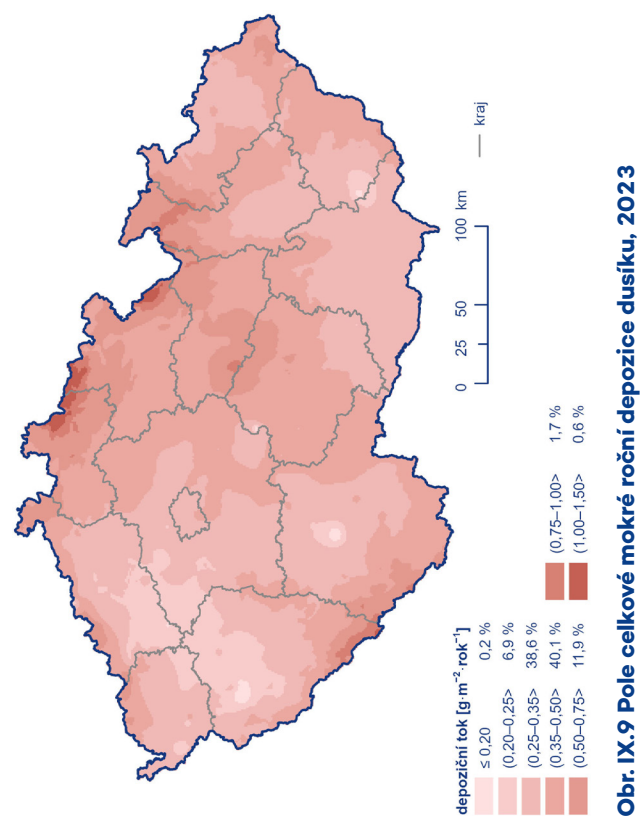 kraj
0 25 50 100 km
depoziční tok [g·m⁻²·rok⁻¹]
≤ 0,20 0,2 %
(0,20–0,25> 6,9 %
(0,25–0,35> 38,6 %
(0,35–0,50> 40,1 %
(0,50–0,75> 11,9 %
(0,75–1,00> 1,7 %
(1,00–1,50> 0,6 %
Obr. IX.9 Pole celkové mokré roční depozice dusíku, 2023